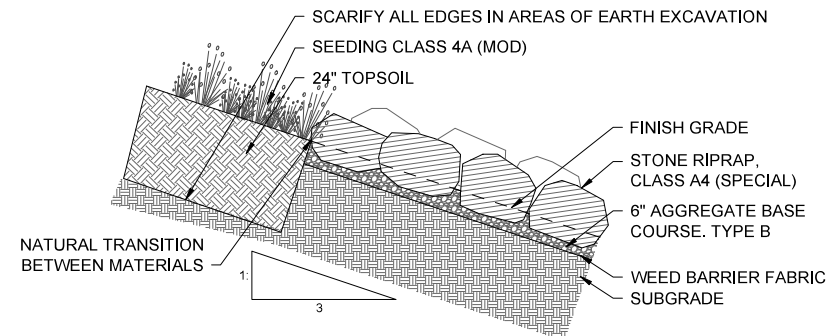 SCARIFY ALL EDGES IN AREAS OF EARTH EXCAVATION
SEEDING CLASS 4A (MOD)
24" TOPSOIL
FINISH GRADE
STONE RIPRAP,
CLASS A4 (SPECIAL)
6" AGGREGATE BASE
COURSE. TYPE B
WEED BARRIER FABRIC
SUBGRADE
NATURAL TRANSITION
BETWEEN MATERIALS
1:
3